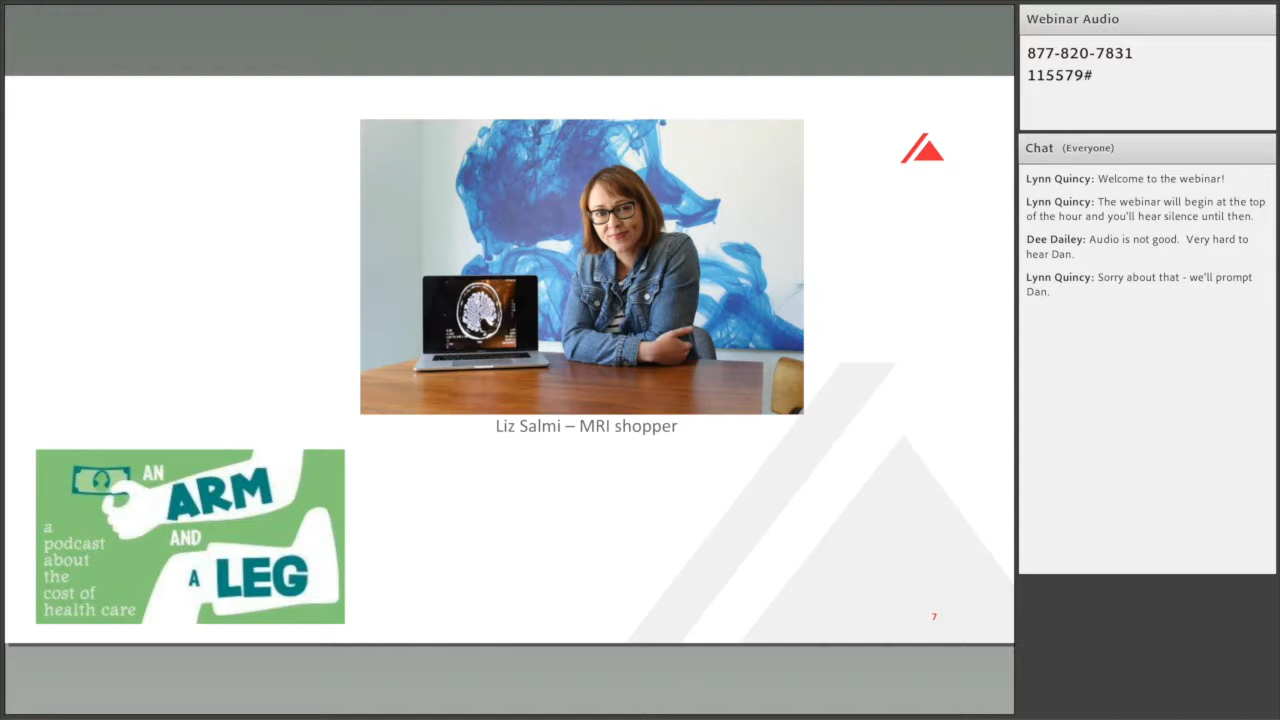 Liz Salmi – MRI shopper
AN
ARM
AND
A LEG
a
podcast
about
the
cost of
health care
7
Webinar Audio
877-820-7831
115579#
Chat (Everyone)
Lynn Quincy: Welcome to the webinar!
Lynn Quincy: The webinar will begin at the top
of the hour and you'll hear silence until then.
Dee Dailey: Audio is not good.  Very hard to
hear Dan.
Lynn Quincy: Sorry about that - we'll prompt
Dan.